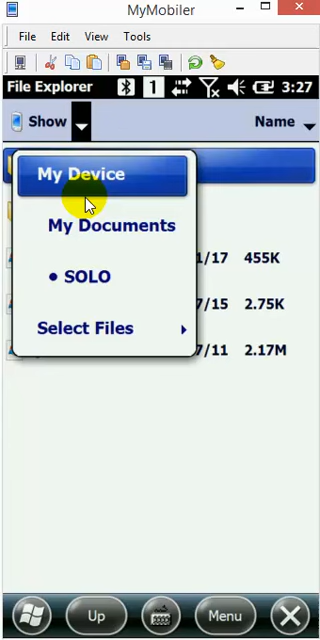 MyMobiler
File Edit View Tools
File Explorer 1 3:27
Show Name
My Device
My Documents
1/17 455K
• SOLO
7/15 2.75K
Select Files
7/11 2.17M
Up Menu